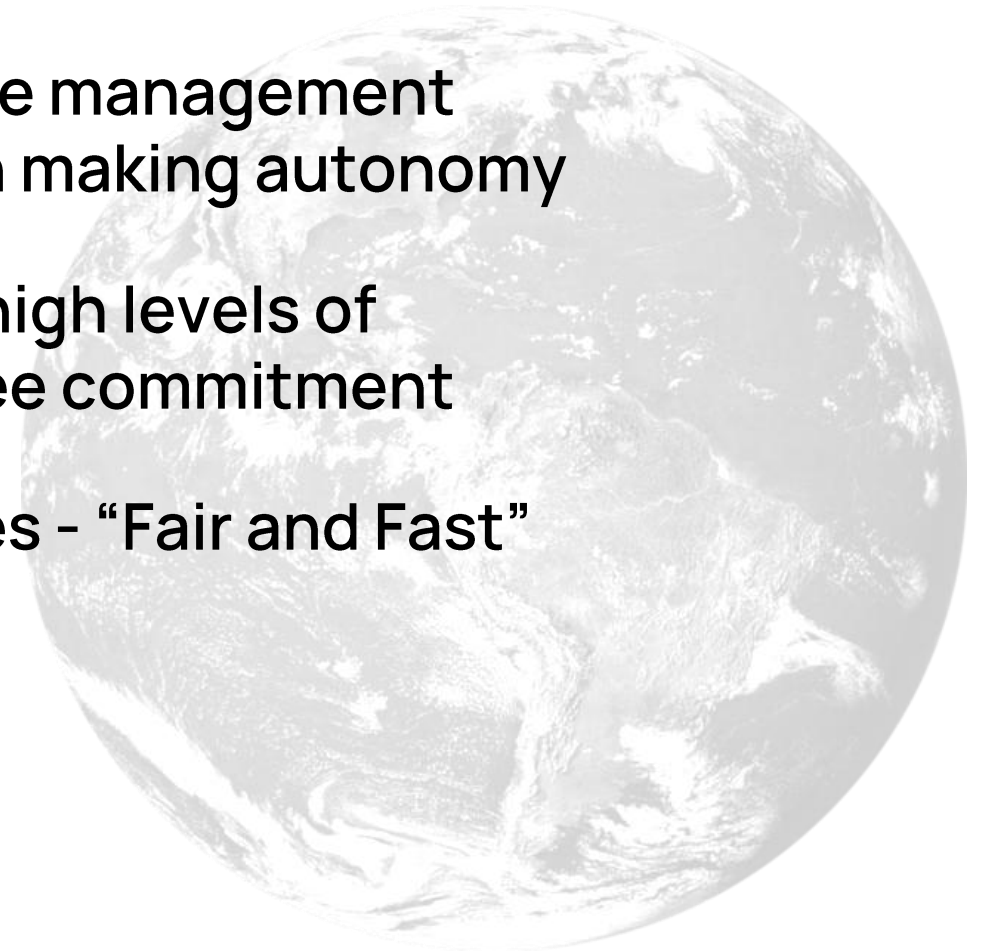 e management
making autonomy
high levels of
ee commitment
es - “Fair and Fast”